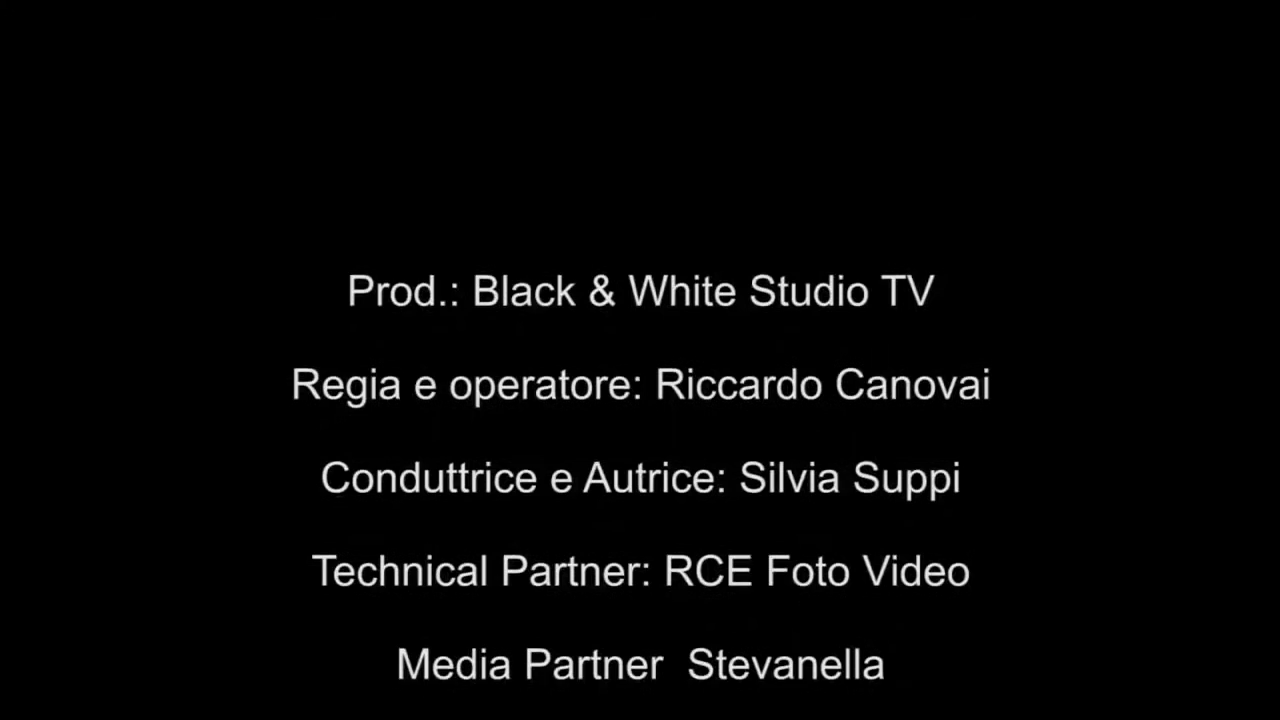 Prod.: Black & White Studio TV
Regia e operatore: Riccardo Canovai
Conduttrice e Autrice: Silvia Suppi
Technical Partner: RCE Foto Video
Media Partner  Stevanella